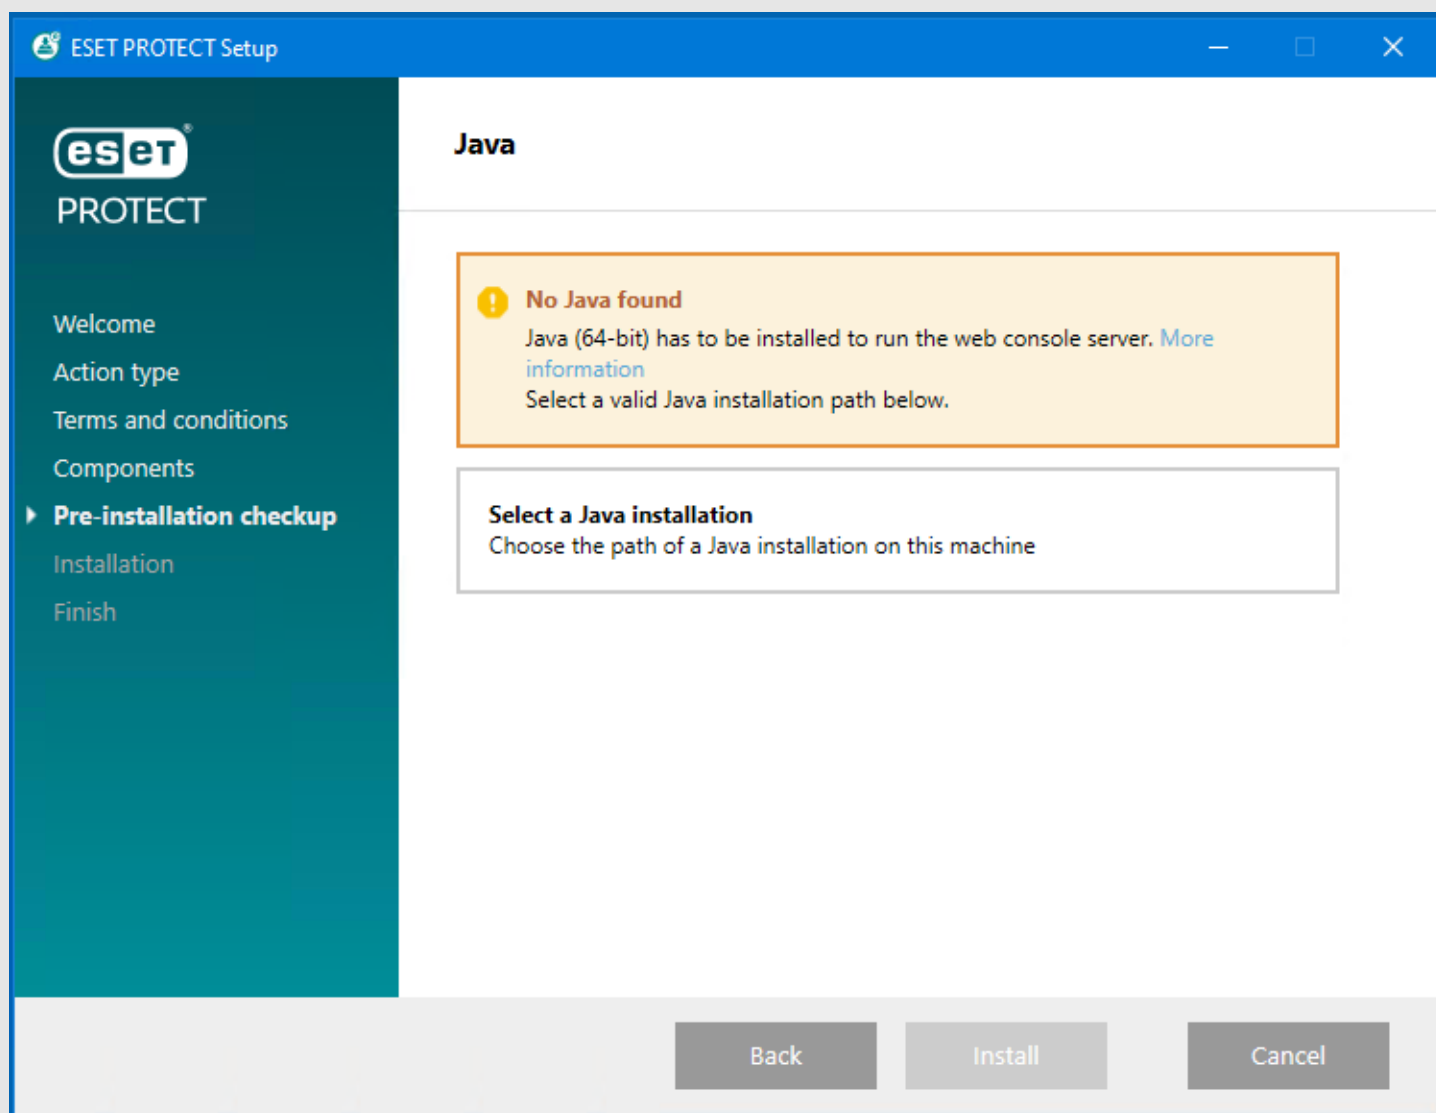 ESET PROTECT Setup
eset®
PROTECT
Welcome
Action type
Terms and conditions
Components
Pre-installation checkup
Installation
Finish
Java
No Java found
Java (64-bit) has to be installed to run the web console server. More
information
Select a valid Java installation path below.
Select a Java installation
Choose the path of a Java installation on this machine
Back
Install
Cancel